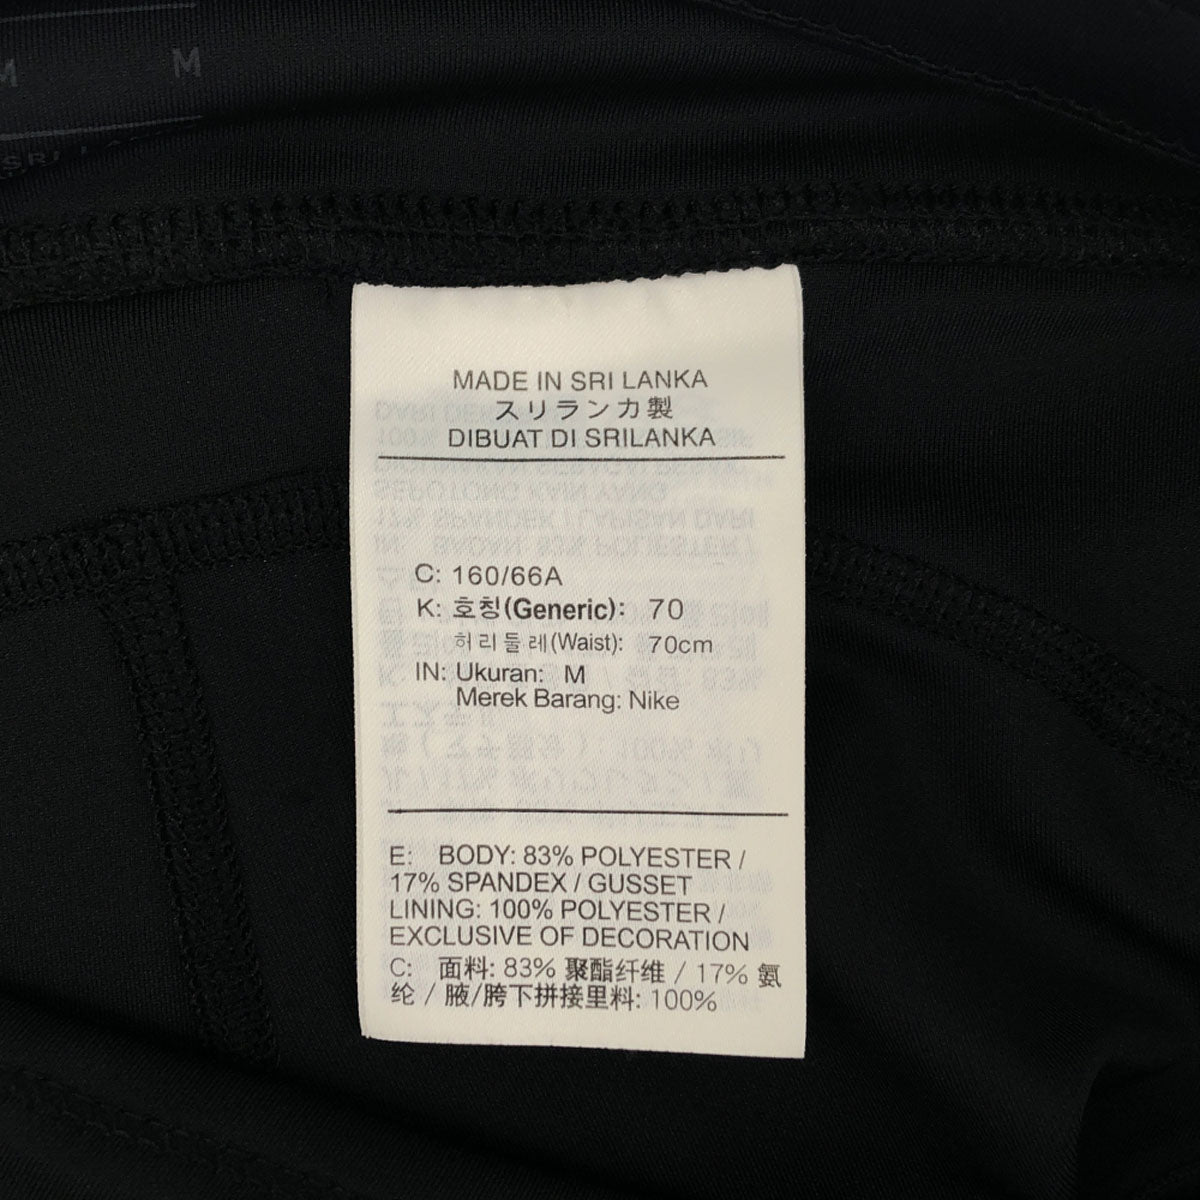 M M
SRI LA
MADE IN SRI LANKA
スリランカ製
DIBUAT DI SRILANKA
C: 160/66A
K: 호칭(Generic): 70
허리둘레(Waist): 70cm
IN: Ukuran: M
Merek Barang: Nike
E: BODY: 83% POLYESTER /
17% SPANDEX / GUSSET
LINING: 100% POLYESTER /
EXCLUSIVE OF DECORATION
C: 面料: 83% 聚酯纤维 / 17% 氨
纶 / 腋/胯下拼接里料: 100%